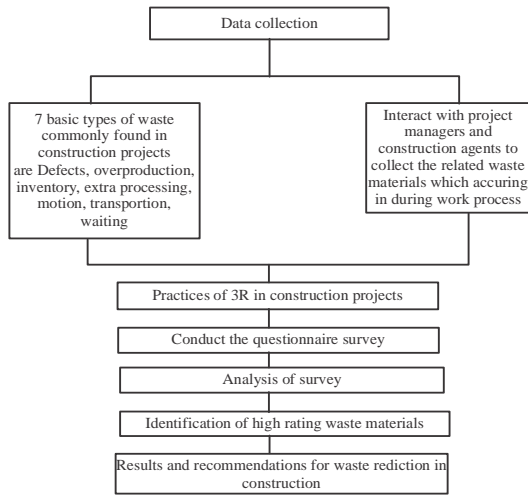 Data collection
7 basic types of waste
commonly found in
construction projects
are Defects, overproduction,
inventory, extra processing,
motion, transportion,
waiting
Interact with project
managers and
construction agents to
collect the related waste
materials which accuring
in during work process
Practices of 3R in construction projects
Conduct the questionnaire survey
Analysis of survey
Identification of high rating waste materials
Results and recommendations for waste rediction in
construction